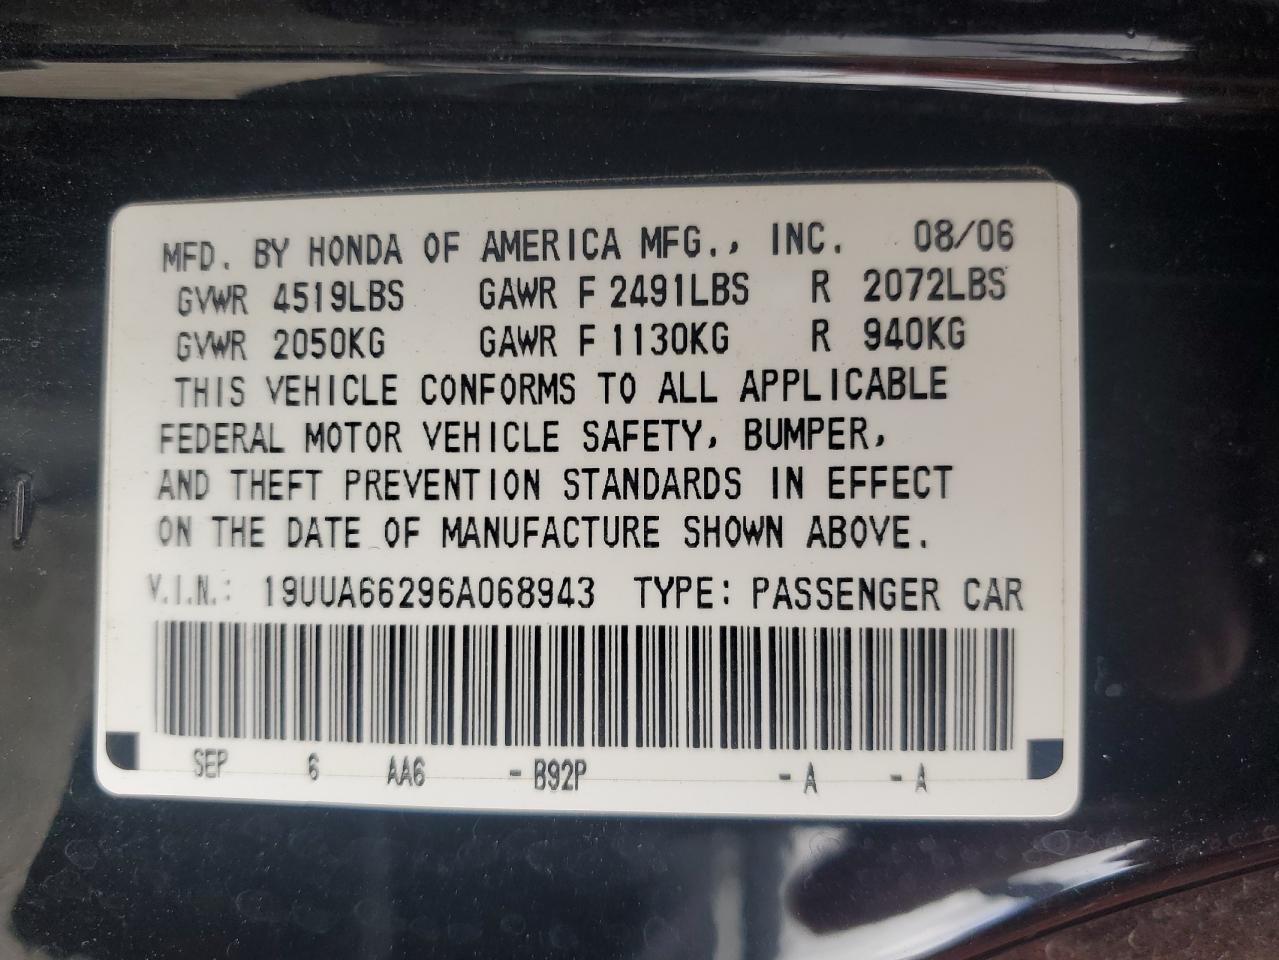 MFD. BY HONDA OF AMERICA MFG., INC. 08/06
GVWR 4519LBS GAWR F 2491LBS R 2072LBS
GVWR 2050KG GAWR F 1130KG R 940KG
THIS VEHICLE CONFORMS TO ALL APPLICABLE
FEDERAL MOTOR VEHICLE SAFETY, BUMPER,
AND THEFT PREVENTION STANDARDS IN EFFECT
ON THE DATE OF MANUFACTURE SHOWN ABOVE.
V.I.N.: 19UUA66296A068943 TYPE: PASSENGER CAR
SEP 6 AA6 - B92P - A - A